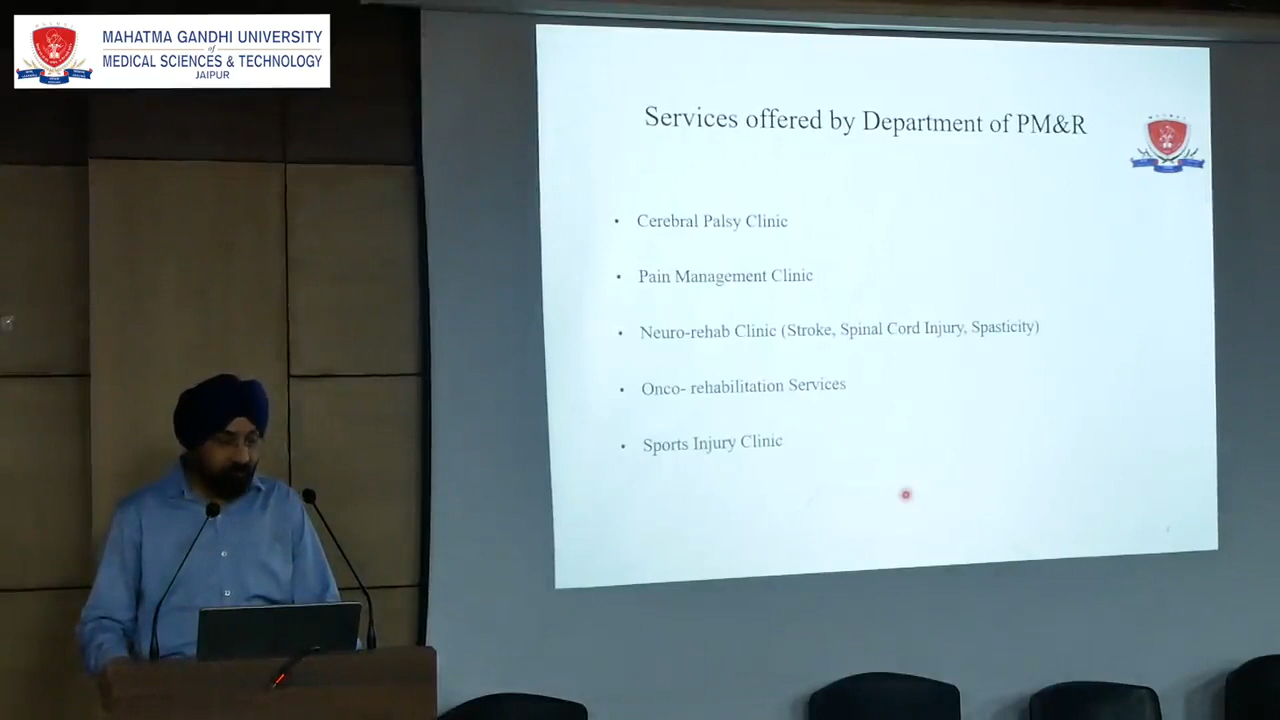 MAHATMA GANDHI UNIVERSITY
of
MEDICAL SCIENCES & TECHNOLOGY
JAIPUR
Services offered by Department of PM&R
• Cerebral Palsy Clinic
• Pain Management Clinic
• Neuro-rehab Clinic (Stroke, Spinal Cord Injury, Spasticity)
• Onco- rehabilitation Services
• Sports Injury Clinic